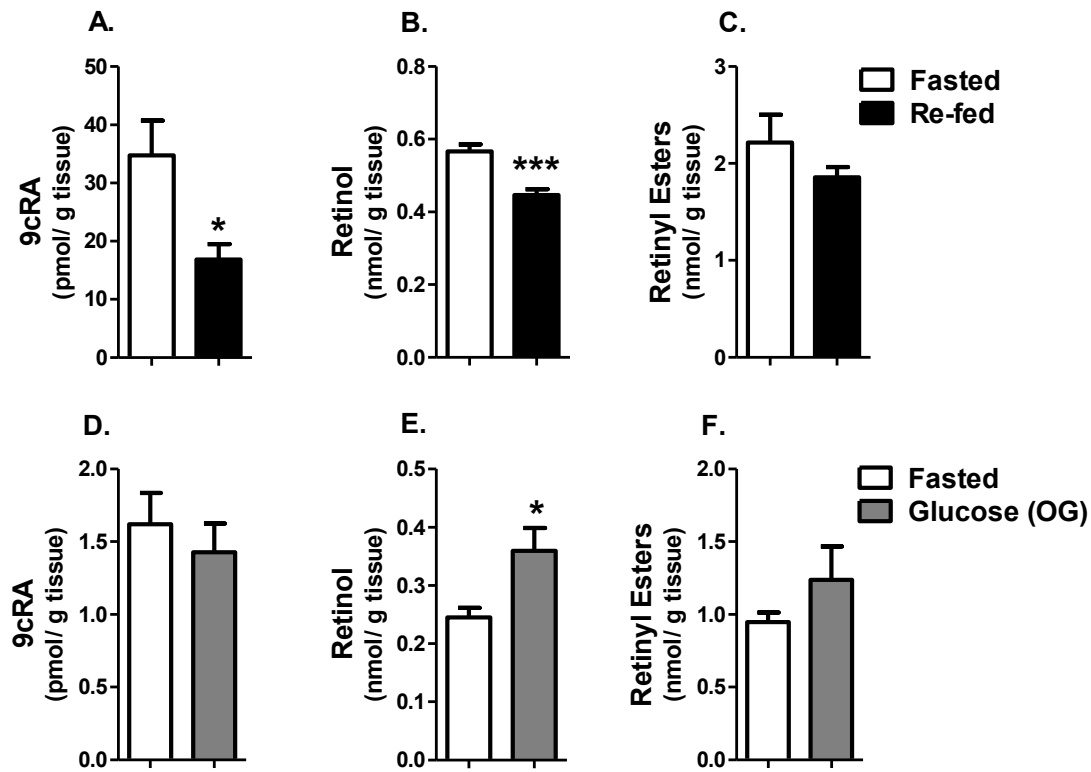 A.
9cRA
(pmol/ g tissue)
50
40
30
20
10
0
*
B.
Retinol
(nmol/ g tissue)
0.8
0.6
0.4
0.2
0.0
***
C.
Retinyl Esters
(nmol/ g tissue)
3
2
1
0
Fasted
Re-fed
D.
9cRA
(pmol/ g tissue)
2.0
1.5
1.0
0.5
0.0
E.
Retinol
(nmol/ g tissue)
0.5
0.4
0.3
0.2
0.1
0.0
*
F.
Retinyl Esters
(nmol/ g tissue)
2.0
1.5
1.0
0.5
0.0
Fasted
Glucose (OG)